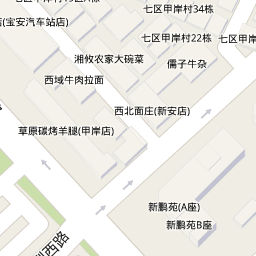 七区甲岸村34栋
(宝安汽车站店)
七区甲岸村22栋
七区甲岸村
湘攸农家大碗菜
儒子牛杂
西域牛肉拉面
西北面庄(新安店)
草原碳烤羊腿(甲岸店)
新鹏苑(A座)
新鹏苑B座
西路